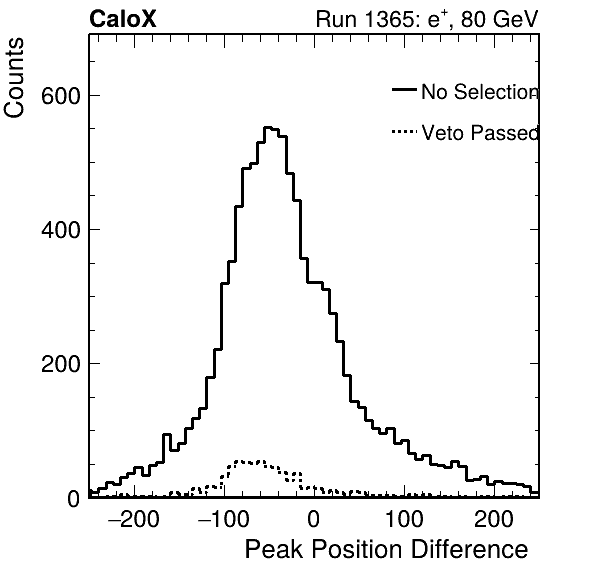 CaloX Run 1365: e⁺, 80 GeV
Counts
No Selection
Veto Passed
600
400
200
0
−200 −100 0 100 200
Peak Position Difference